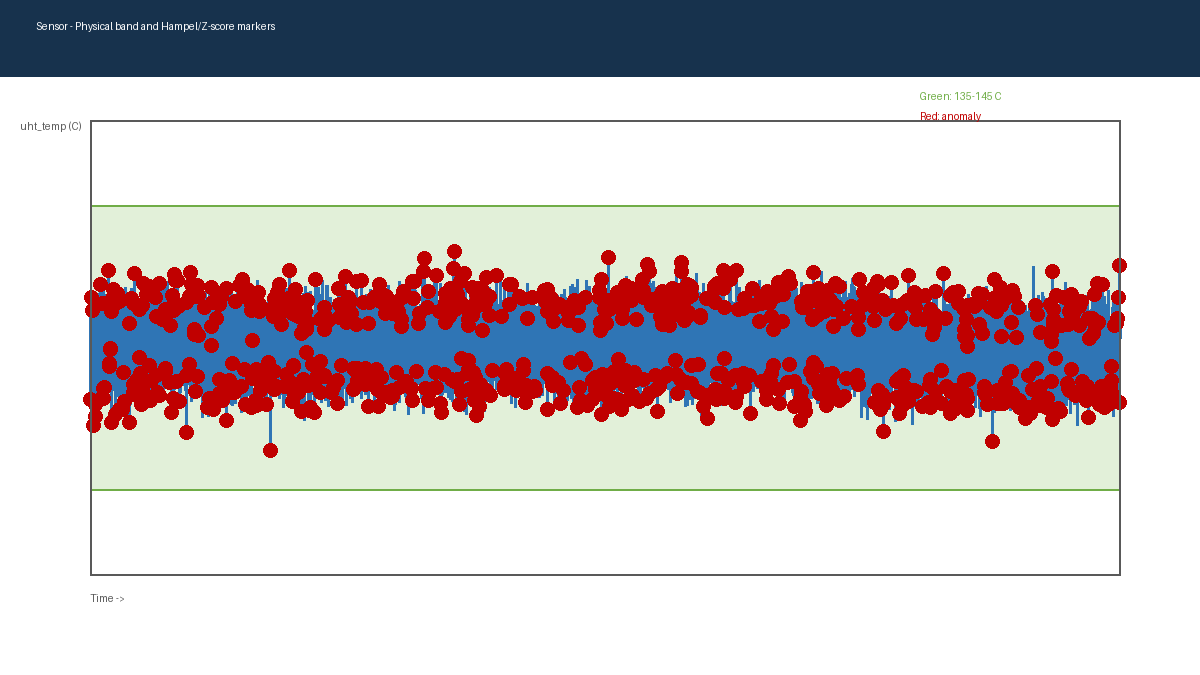 Sensor - Physical band and Hampel/Z-score markers
Green: 135-145 C
Red: anomaly
uht_temp (C)
Time ->